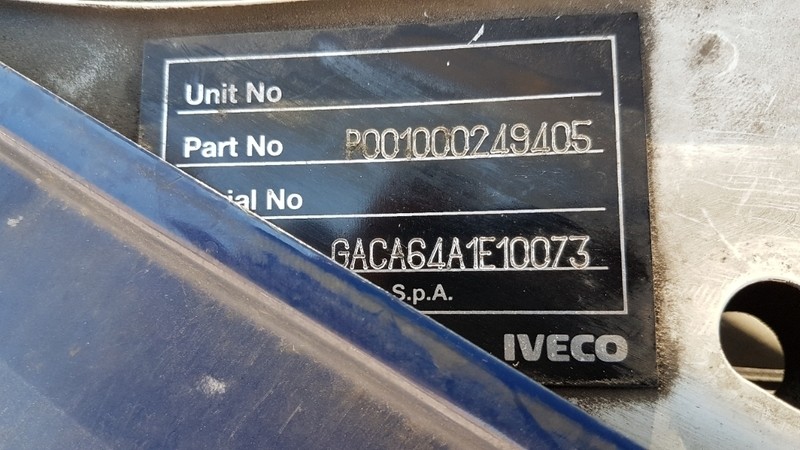 Unit No
Part No P001000249405
ial No
GACA64A1E10073
S.p.A.
IVECO